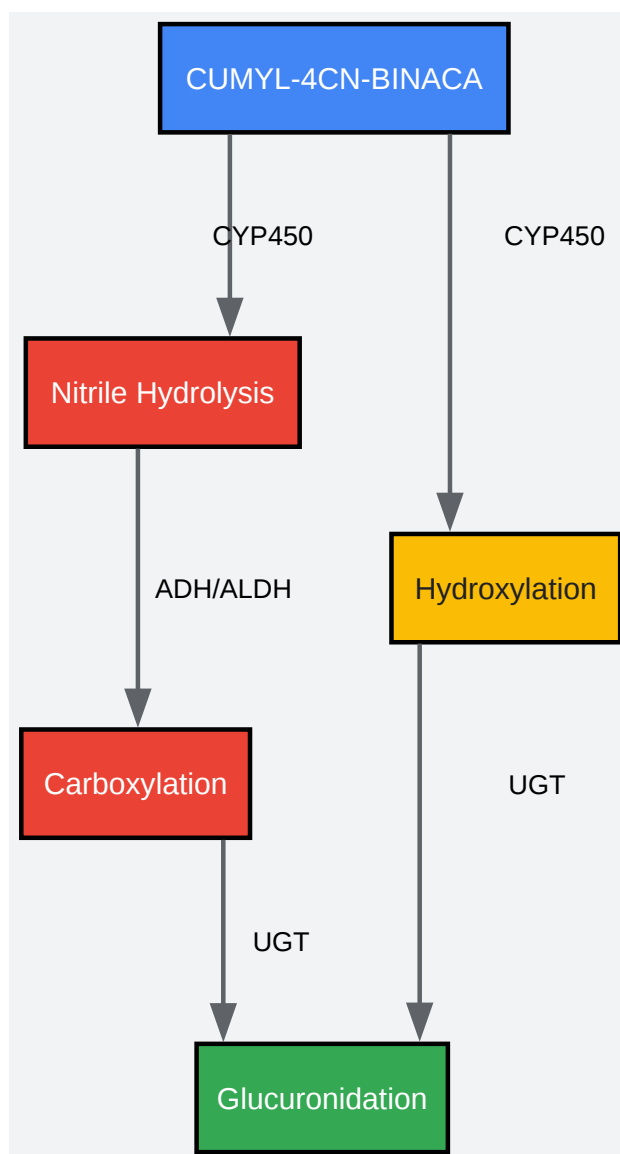 CUMYL-4CN-BINACA
CYP450
CYP450
Nitrile Hydrolysis
ADH/ALDH
Hydroxylation
Carboxylation
UGT
UGT
Glucuronidation